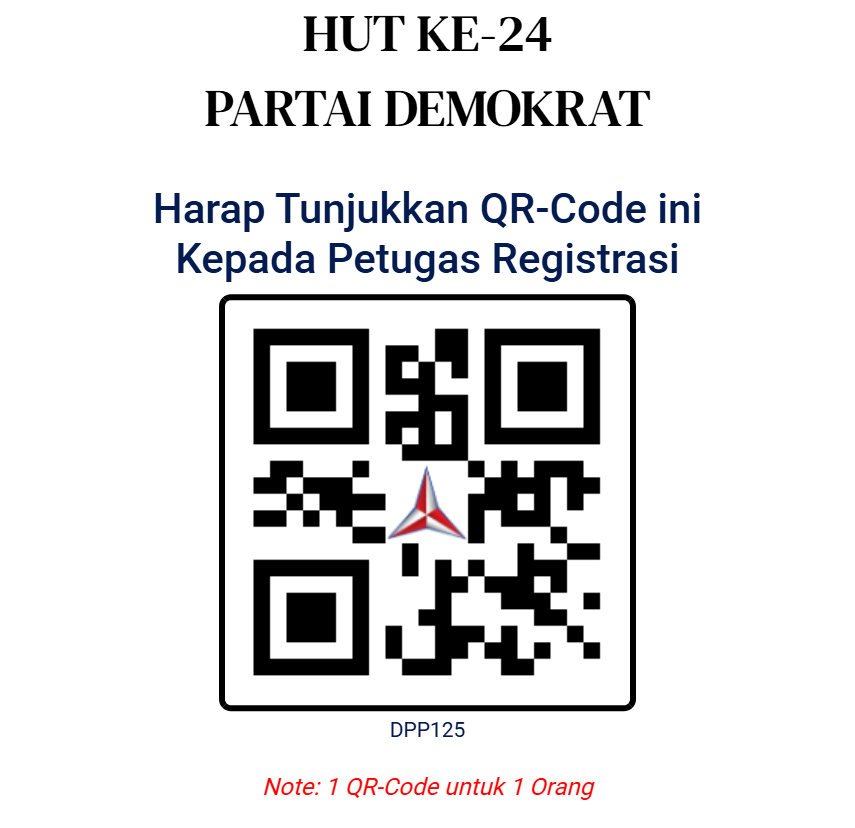 HUT KE-24
PARTAI DEMOKRAT
Harap Tunjukkan QR-Code ini
Kepada Petugas Registrasi
DPP125
Note: 1 QR-Code untuk 1 Orang